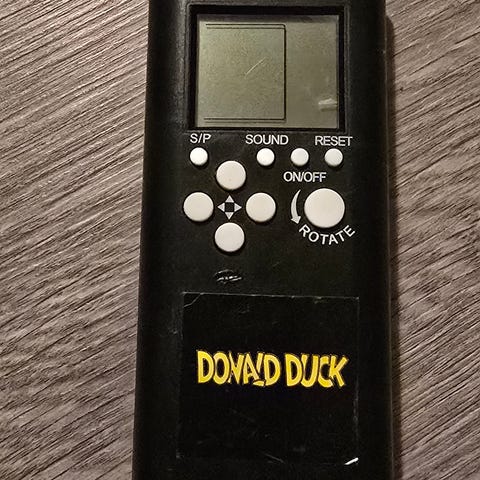 S/P SOUND RESET
ON/OFF
ROTATE
DONALD DUCK